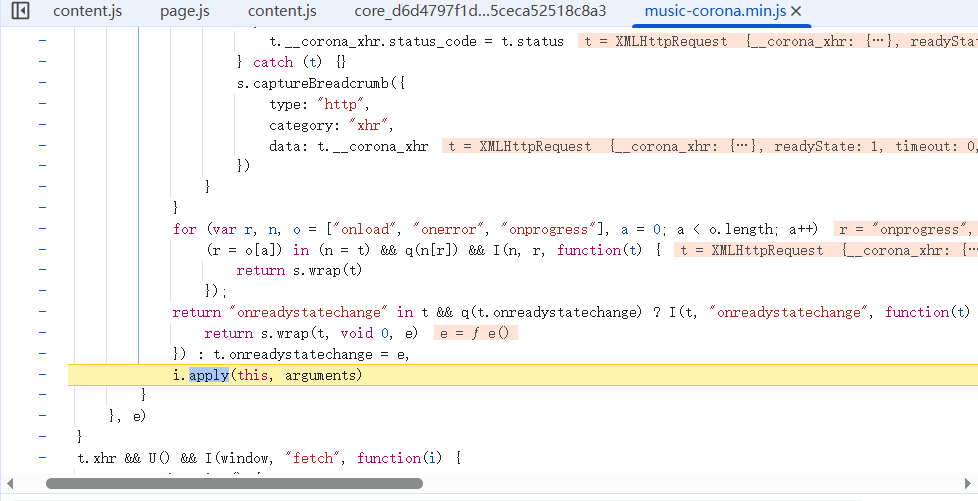 content.js page.js content.js core_d6d4797f1d...5ceca52518c8a3 music-corona.min.js
t.__corona_xhr.status_code = t.status t = XMLHttpRequest {__corona_xhr: {…}, readySta
} catch (t) {}
s.captureBreadcrumb({
type: "http",
category: "xhr",
data: t.__corona_xhr t = XMLHttpRequest {__corona_xhr: {…}, readyState: 1, timeout: 0,
})
}
}
for (var r, n, o = ["onload", "onerror", "onprogress"], a = 0; a < o.length; a++) r = "onprogress",
(r = o[a]) in (n = t) && q(n[r]) && I(n, r, function(t) { t = XMLHttpRequest {__corona_xhr: {…
return s.wrap(t)
});
return "onreadystatechange" in t && q(t.onreadystatechange) ? I(t, "onreadystatechange", function(t)
return s.wrap(t, void 0, e) e = ƒ e()
}) : t.onreadystatechange = e,
i.apply(this, arguments)
}
}, e)
}
t.xhr && U() && I(window, "fetch", function(i) {